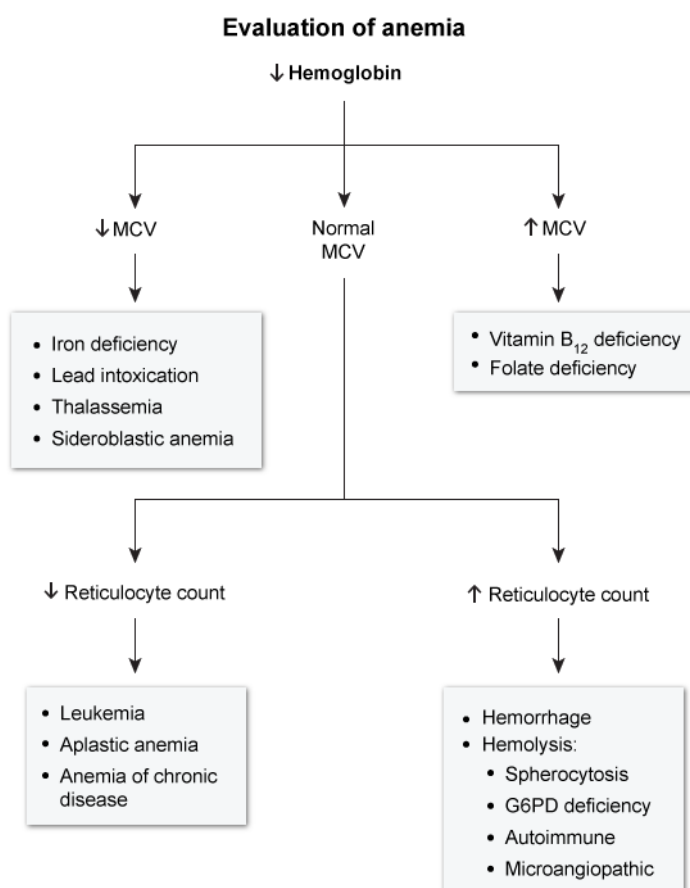 Evaluation of anemia
↓ Hemoglobin
↓ MCV
Normal
MCV
↑ MCV
• Iron deficiency
• Lead intoxication
• Thalassemia
• Sideroblastic anemia
• Vitamin B₁₂ deficiency
• Folate deficiency
↓ Reticulocyte count
↑ Reticulocyte count
• Leukemia
• Aplastic anemia
• Anemia of chronic
disease
• Hemorrhage
• Hemolysis:
• Spherocytosis
• G6PD deficiency
• Autoimmune
• Microangiopathic